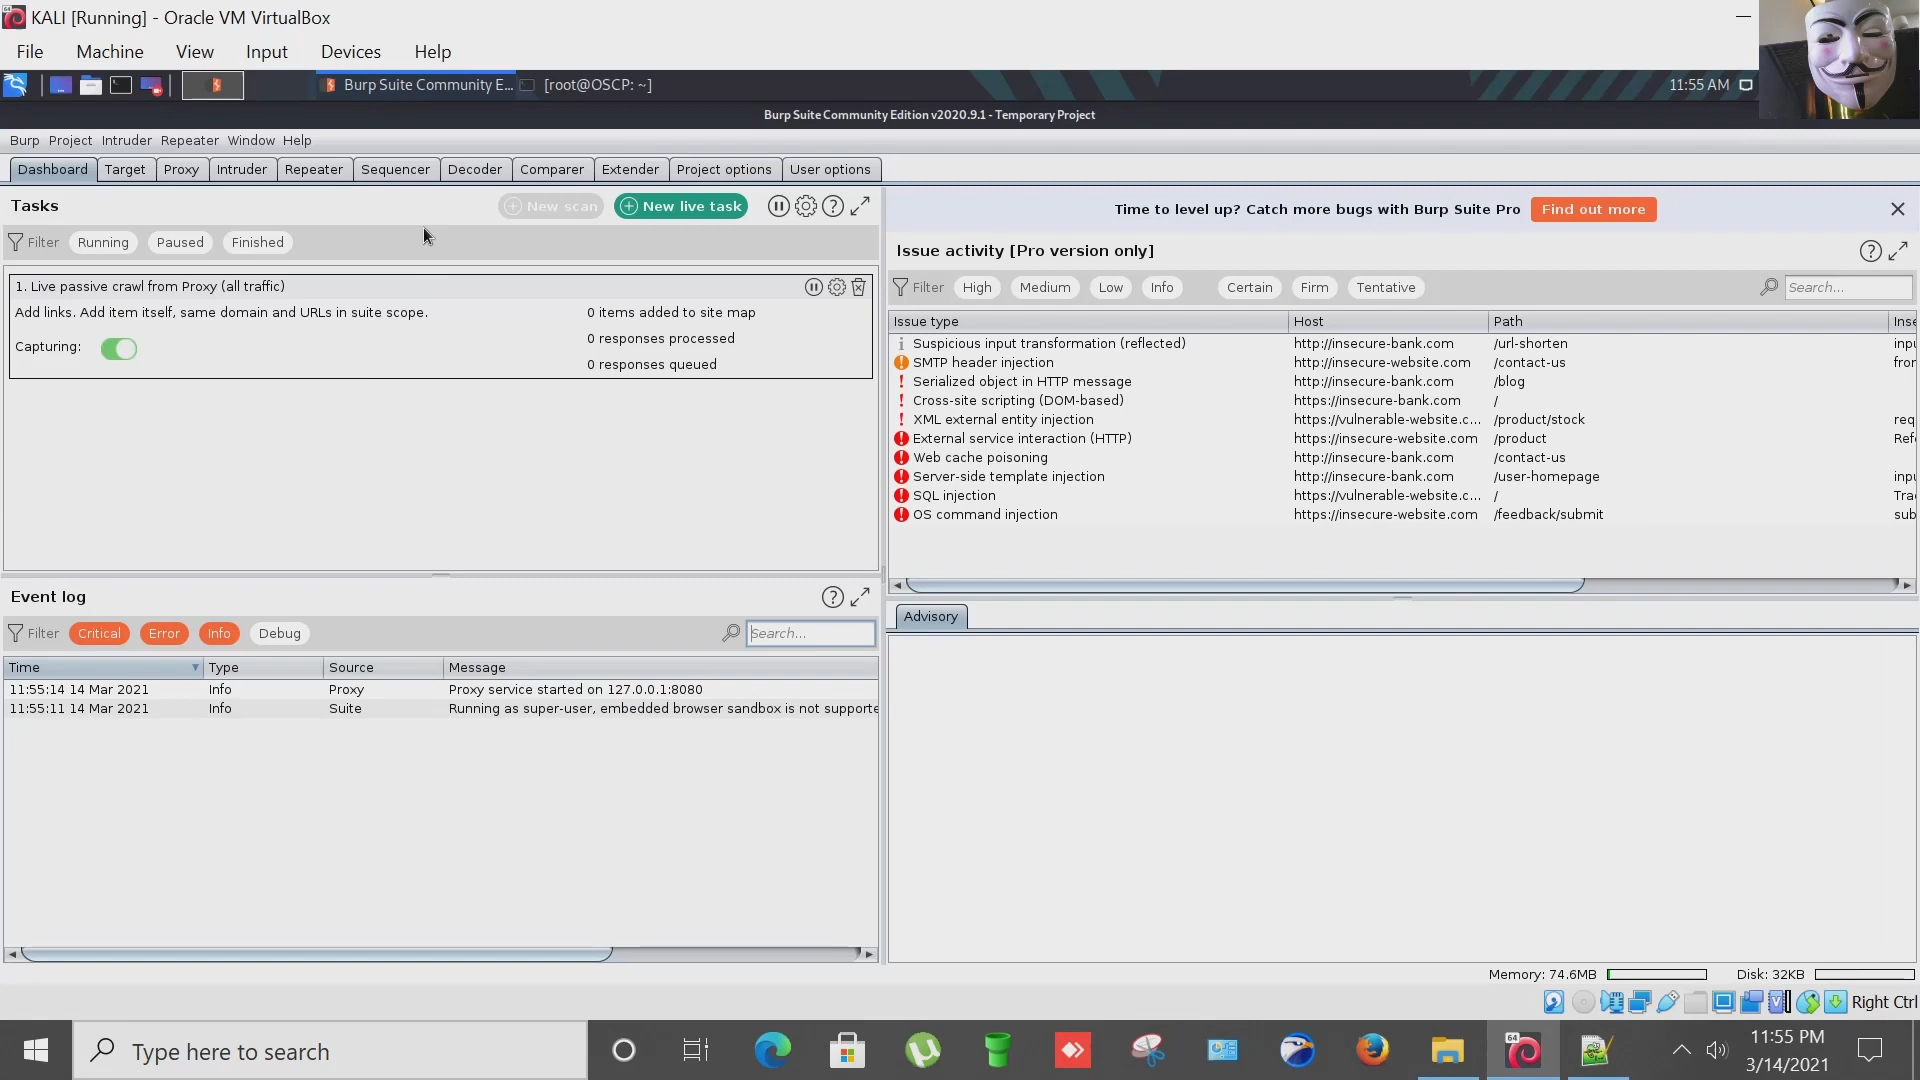 KALI [Running] - Oracle VM VirtualBox
File Machine View Input Devices Help
Burp Suite Community E... [root@OSCP: ~] 11:55 AM
Burp Suite Community Edition v2020.9.1 - Temporary Project
Burp Project Intruder Repeater Window Help
Dashboard Target Proxy Intruder Repeater Sequencer Decoder Comparer Extender Project options User options
Tasks New scan New live task
Filter Running Paused Finished
1. Live passive crawl from Proxy (all traffic)
Add links. Add item itself, same domain and URLs in suite scope. 0 items added to site map
0 responses processed
Capturing:
0 responses queued
Time to level up? Catch more bugs with Burp Suite Pro Find out more
Issue activity [Pro version only]
Filter High Medium Low Info Certain Firm Tentative Search...
Issue type Host Path Inse
Suspicious input transformation (reflected) http://insecure-bank.com /url-shorten inpu
SMTP header injection http://insecure-website.com /contact-us fron
Serialized object in HTTP message http://insecure-bank.com /blog
Cross-site scripting (DOM-based) https://insecure-bank.com /
XML external entity injection https://vulnerable-website.c... /product/stock req
External service interaction (HTTP) https://insecure-website.com /product Refe
Web cache poisoning http://insecure-bank.com /contact-us
Server-side template injection http://insecure-bank.com /user-homepage inpu
SQL injection https://vulnerable-website.c... / Trac
OS command injection https://insecure-website.com /feedback/submit sub
Event log
Filter Critical Error Info Debug Search...
Time Type Source Message
11:55:14 14 Mar 2021 Info Proxy Proxy service started on 127.0.0.1:8080
11:55:11 14 Mar 2021 Info Suite Running as super-user, embedded browser sandbox is not supporte
Advisory
Memory: 74.6MB Disk: 32KB
Right Ctrl
Type here to search
64
11:55 PM
3/14/2021